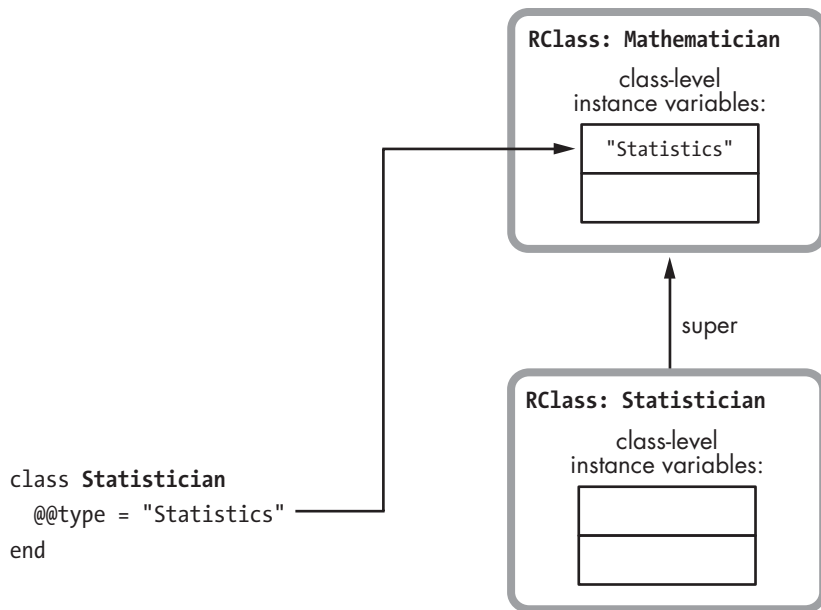 RClass: Mathematician
class-level
instance variables:
"Statistics"
super
RClass: Statistician
class-level
instance variables:
class Statistician
@@type = "Statistics"
end